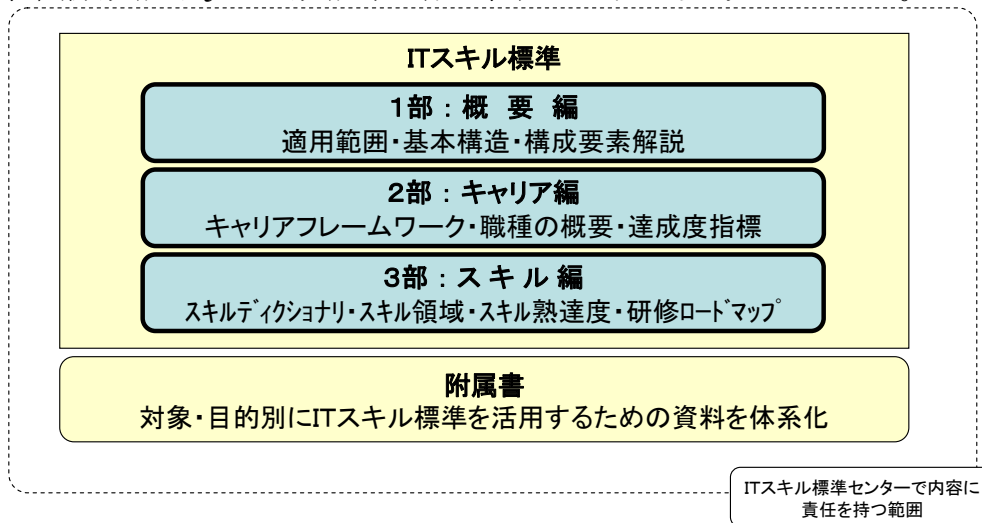 ITスキル標準
1部：概 要 編
適用範囲・基本構造・構成要素解説
2部：キャリア編
キャリアフレームワーク・職種の概要・達成度指標
3部：スキル編
ｽｷﾙﾃﾞｨｸｼｮﾅﾘ・ｽｷﾙ領域・ｽｷﾙ熟達度・研修ﾛｰﾄﾞﾏｯﾌﾟ
附属書
対象・目的別にITスキル標準を活用するための資料を体系化
ITスキル標準センターで内容に
責任を持つ範囲